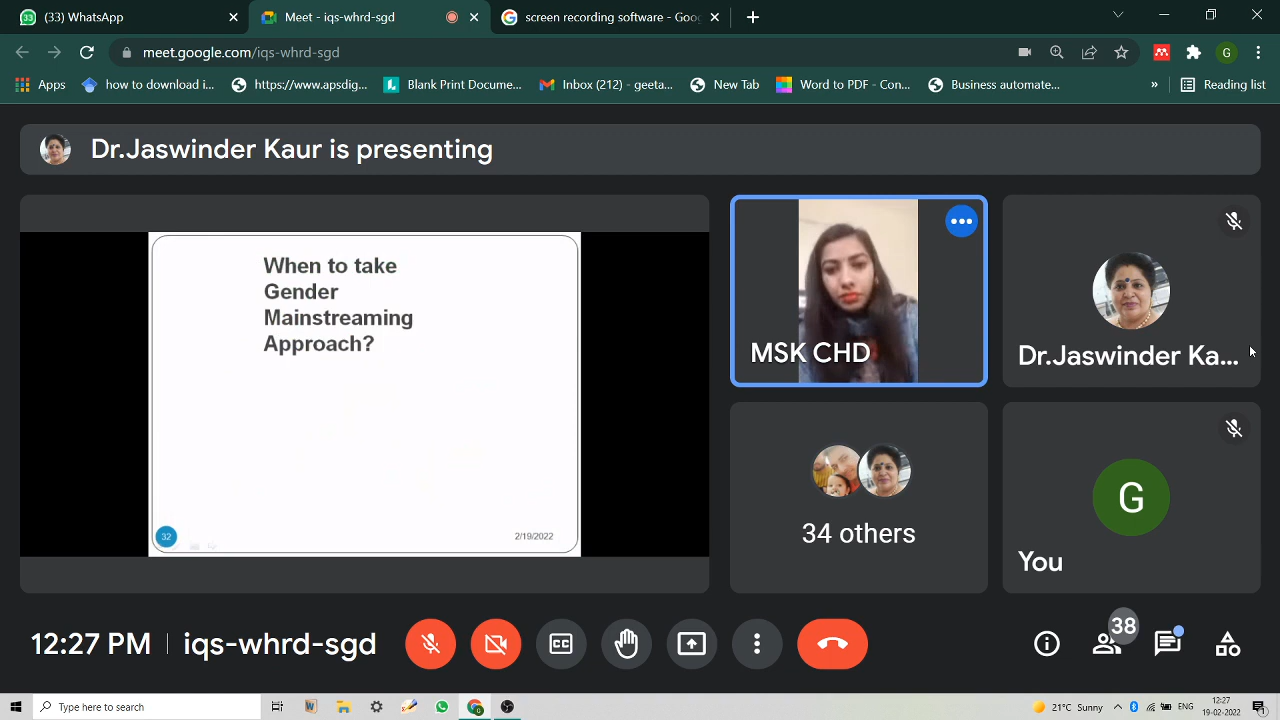 33
(33) WhatsApp
Meet - iqs-whrd-sgd
screen recording software - Goog
meet.google.com/iqs-whrd-sgd
G
Apps
how to download i...
https://www.apsdig...
Blank Print Docume...
Inbox (212) - geeta...
New Tab
Word to PDF - Con...
Business automate...
»
Reading list
Dr.Jaswinder Kaur is presenting
When to take
Gender
Mainstreaming
Approach?
32
2/19/2022
MSK CHD
Dr.Jaswinder Ka...
34 others
G
You
12:27 PM
iqs-whrd-sgd
CC
38
Type here to search
21°C Sunny
ENG
12:27
19-02-2022
1